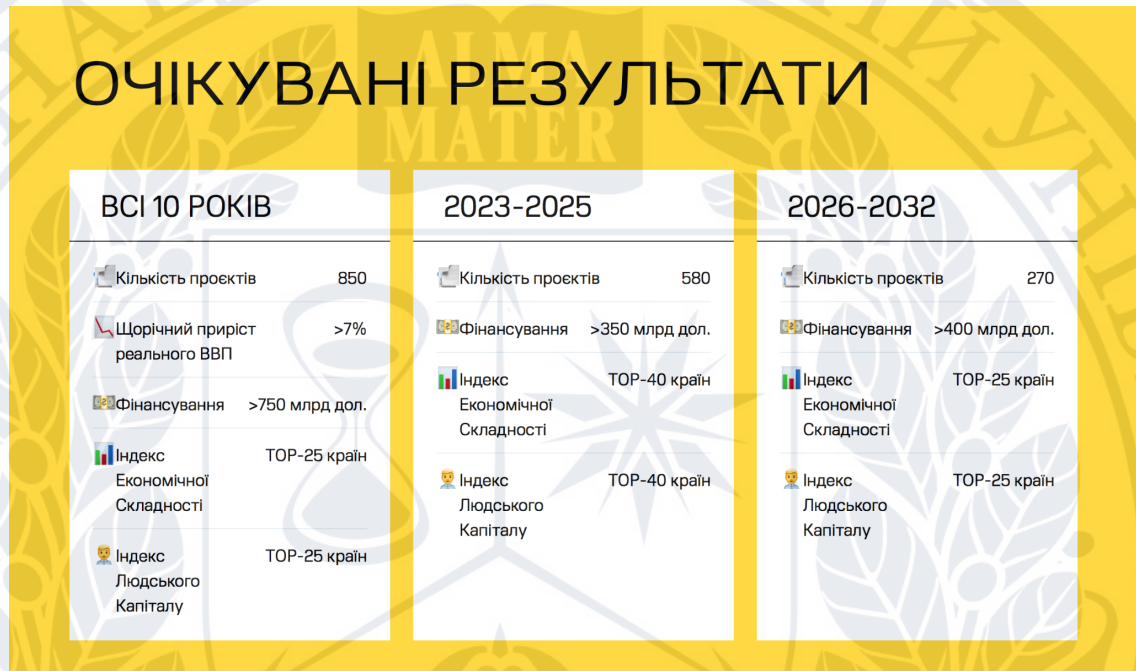 ALMA
MATER
ОЧІКУВАНІ РЕЗУЛЬТАТИ
ВСІ 10 РОКІВ
Кількість проєктів 850
Щорічний приріст >7%
реального ВВП
Фінансування >750 млрд дол.
Індекс TOP-25 країн
Економічної
Складності
Індекс TOP-25 країн
Людського
Капіталу
2023-2025
Кількість проєктів 580
Фінансування >350 млрд дол.
Індекс TOP-40 країн
Економічної
Складності
Індекс TOP-40 країн
Людського
Капіталу
2026-2032
Кількість проєктів 270
Фінансування >400 млрд дол.
Індекс TOP-25 країн
Економічної
Складності
Індекс TOP-25 країн
Людського
Капіталу